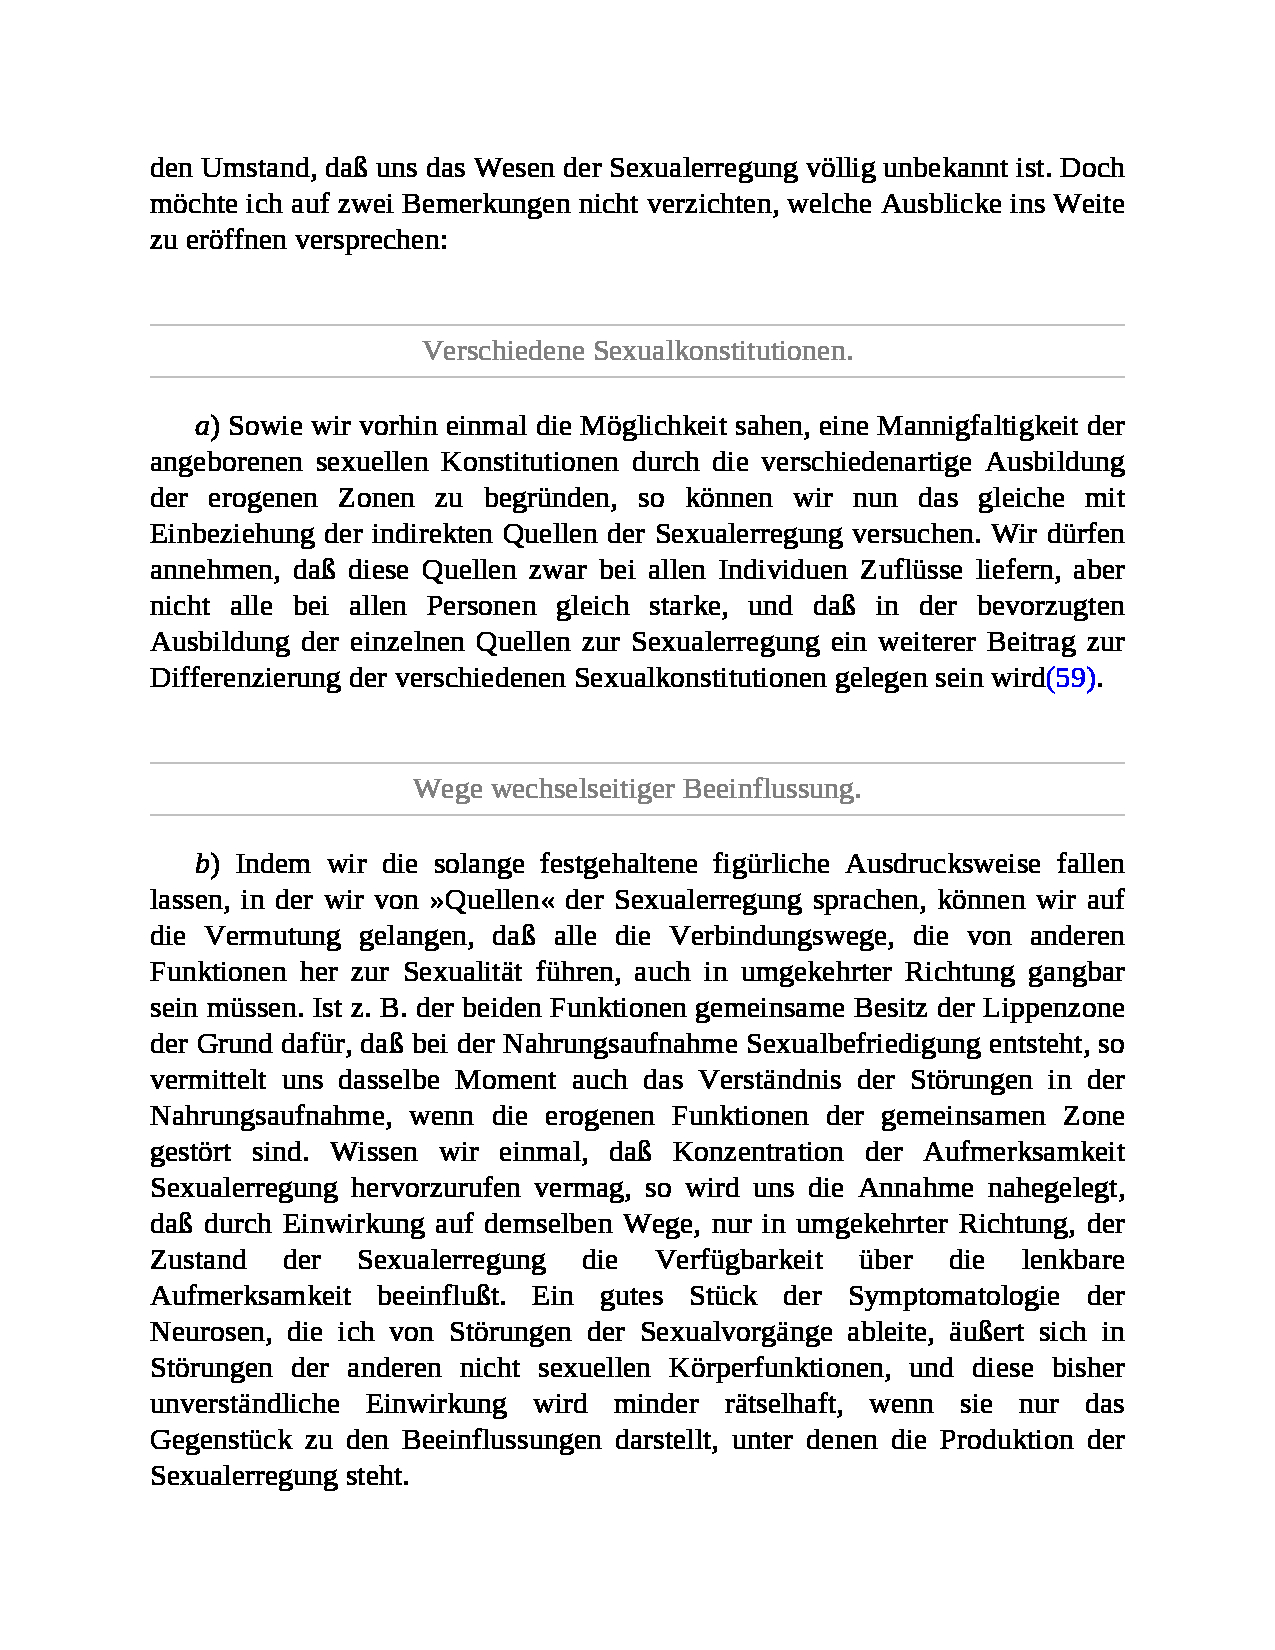 den Umstand, daß uns das Wesen der Sexualerregung völlig unbekannt ist. Doch
möchte ich auf zwei Bemerkungen nicht verzichten, welche Ausblicke ins Weite
zu eröffnen versprechen:
Verschiedene Sexualkonstitutionen.
a) Sowie wir vorhin einmal die Möglichkeit sahen, eine Mannigfaltigkeit der
angeborenen sexuellen Konstitutionen durch die verschiedenartige Ausbildung
der erogenen Zonen zu begründen, so können wir nun das gleiche mit
Einbeziehung der indirekten Quellen der Sexualerregung versuchen. Wir dürfen
annehmen, daß diese Quellen zwar bei allen Individuen Zuflüsse liefern, aber
nicht alle bei allen Personen gleich starke, und daß in der bevorzugten
Ausbildung der einzelnen Quellen zur Sexualerregung ein weiterer Beitrag zur
Differenzierung der verschiedenen Sexualkonstitutionen gelegen sein wird(59).
Wege wechselseitiger Beeinflussung.
b) Indem wir die solange festgehaltene figürliche Ausdrucksweise fallen
lassen, in der wir von »Quellen« der Sexualerregung sprachen, können wir auf
die Vermutung gelangen, daß alle die Verbindungswege, die von anderen
Funktionen her zur Sexualität führen, auch in umgekehrter Richtung gangbar
sein müssen. Ist z. B. der beiden Funktionen gemeinsame Besitz der Lippenzone
der Grund dafür, daß bei der Nahrungsaufnahme Sexualbefriedigung entsteht, so
vermittelt uns dasselbe Moment auch das Verständnis der Störungen in der
Nahrungsaufnahme, wenn die erogenen Funktionen der gemeinsamen Zone
gestört sind. Wissen wir einmal, daß Konzentration der Aufmerksamkeit
Sexualerregung hervorzurufen vermag, so wird uns die Annahme nahegelegt,
daß durch Einwirkung auf demselben Wege, nur in umgekehrter Richtung, der
Zustand der Sexualerregung die Verfügbarkeit über die lenkbare
Aufmerksamkeit beeinflußt. Ein gutes Stück der Symptomatologie der
Neurosen, die ich von Störungen der Sexualvorgänge ableite, äußert sich in
Störungen der anderen nicht sexuellen Körperfunktionen, und diese bisher
unverständliche Einwirkung wird minder rätselhaft, wenn sie nur das
Gegenstück zu den Beeinflussungen darstellt, unter denen die Produktion der
Sexualerregung steht.